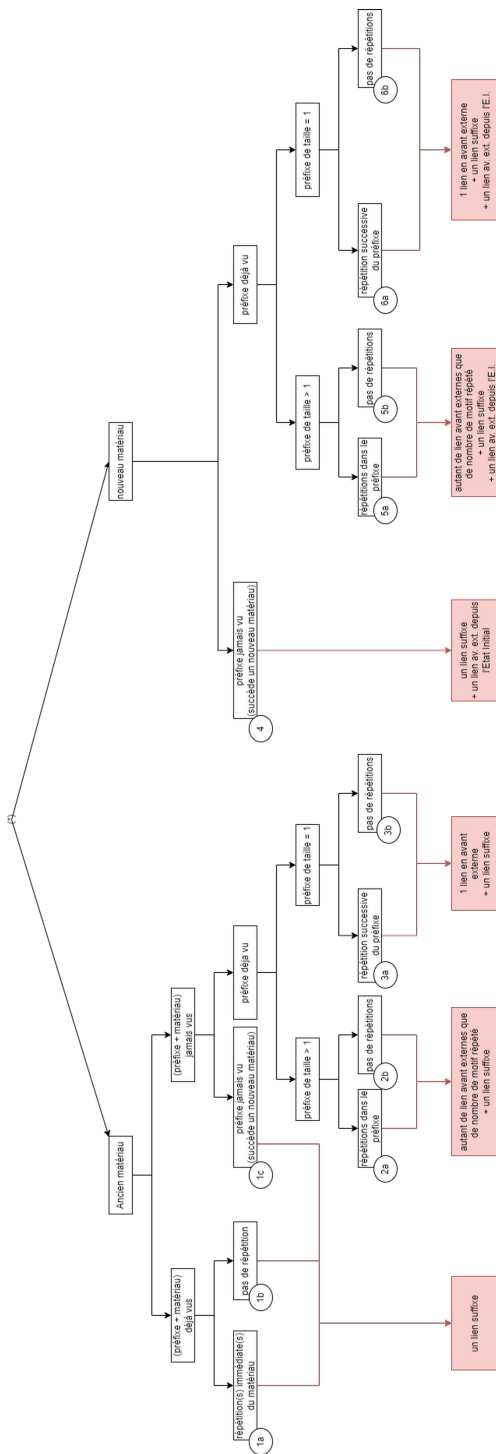 (*)
Ancien matériau
nouveau matériau
(préfixe + matériau)
déjà vus
(préfixe + matériau)
jamais vus
répétition(s) immédiate(s)
du matériau
1a
pas de répétition
1b
préfixe jamais vu
(succède un nouveau matériau)
1c
préfixe déja vu
préfixe jamais vu
(succède un nouveau matériau)
4
préfixe déjà vu
préfixe de taille > 1
préfixe de taille = 1
préfixe de taille > 1
préfixe de taille = 1
répétitions dans le
préfixe
2a
pas de répétitions
2b
répétition successive
du préfixe
3a
pas de répétitions
3b
répétitions dans le
préfixe
5a
pas de répétitions
5b
répétition successive
du préfixe
6a
pas de répétitions
6b
un lien suffixe
autant de lien avant externes que
de nombre de motif répété
+ un lien suffixe
1 lien en avant
externe
+ un lien suffixe
un lien suffixe
+ un lien av. ext. depuis
l'Etat Initial
autant de lien avant externes que
de nombre de motif répété
+ un lien suffixe
+ un lien av. ext. depuis l'E.I.
1 lien en avant externe
+ un lien suffixe
+ un lien av. ext. depuis l'E.I.